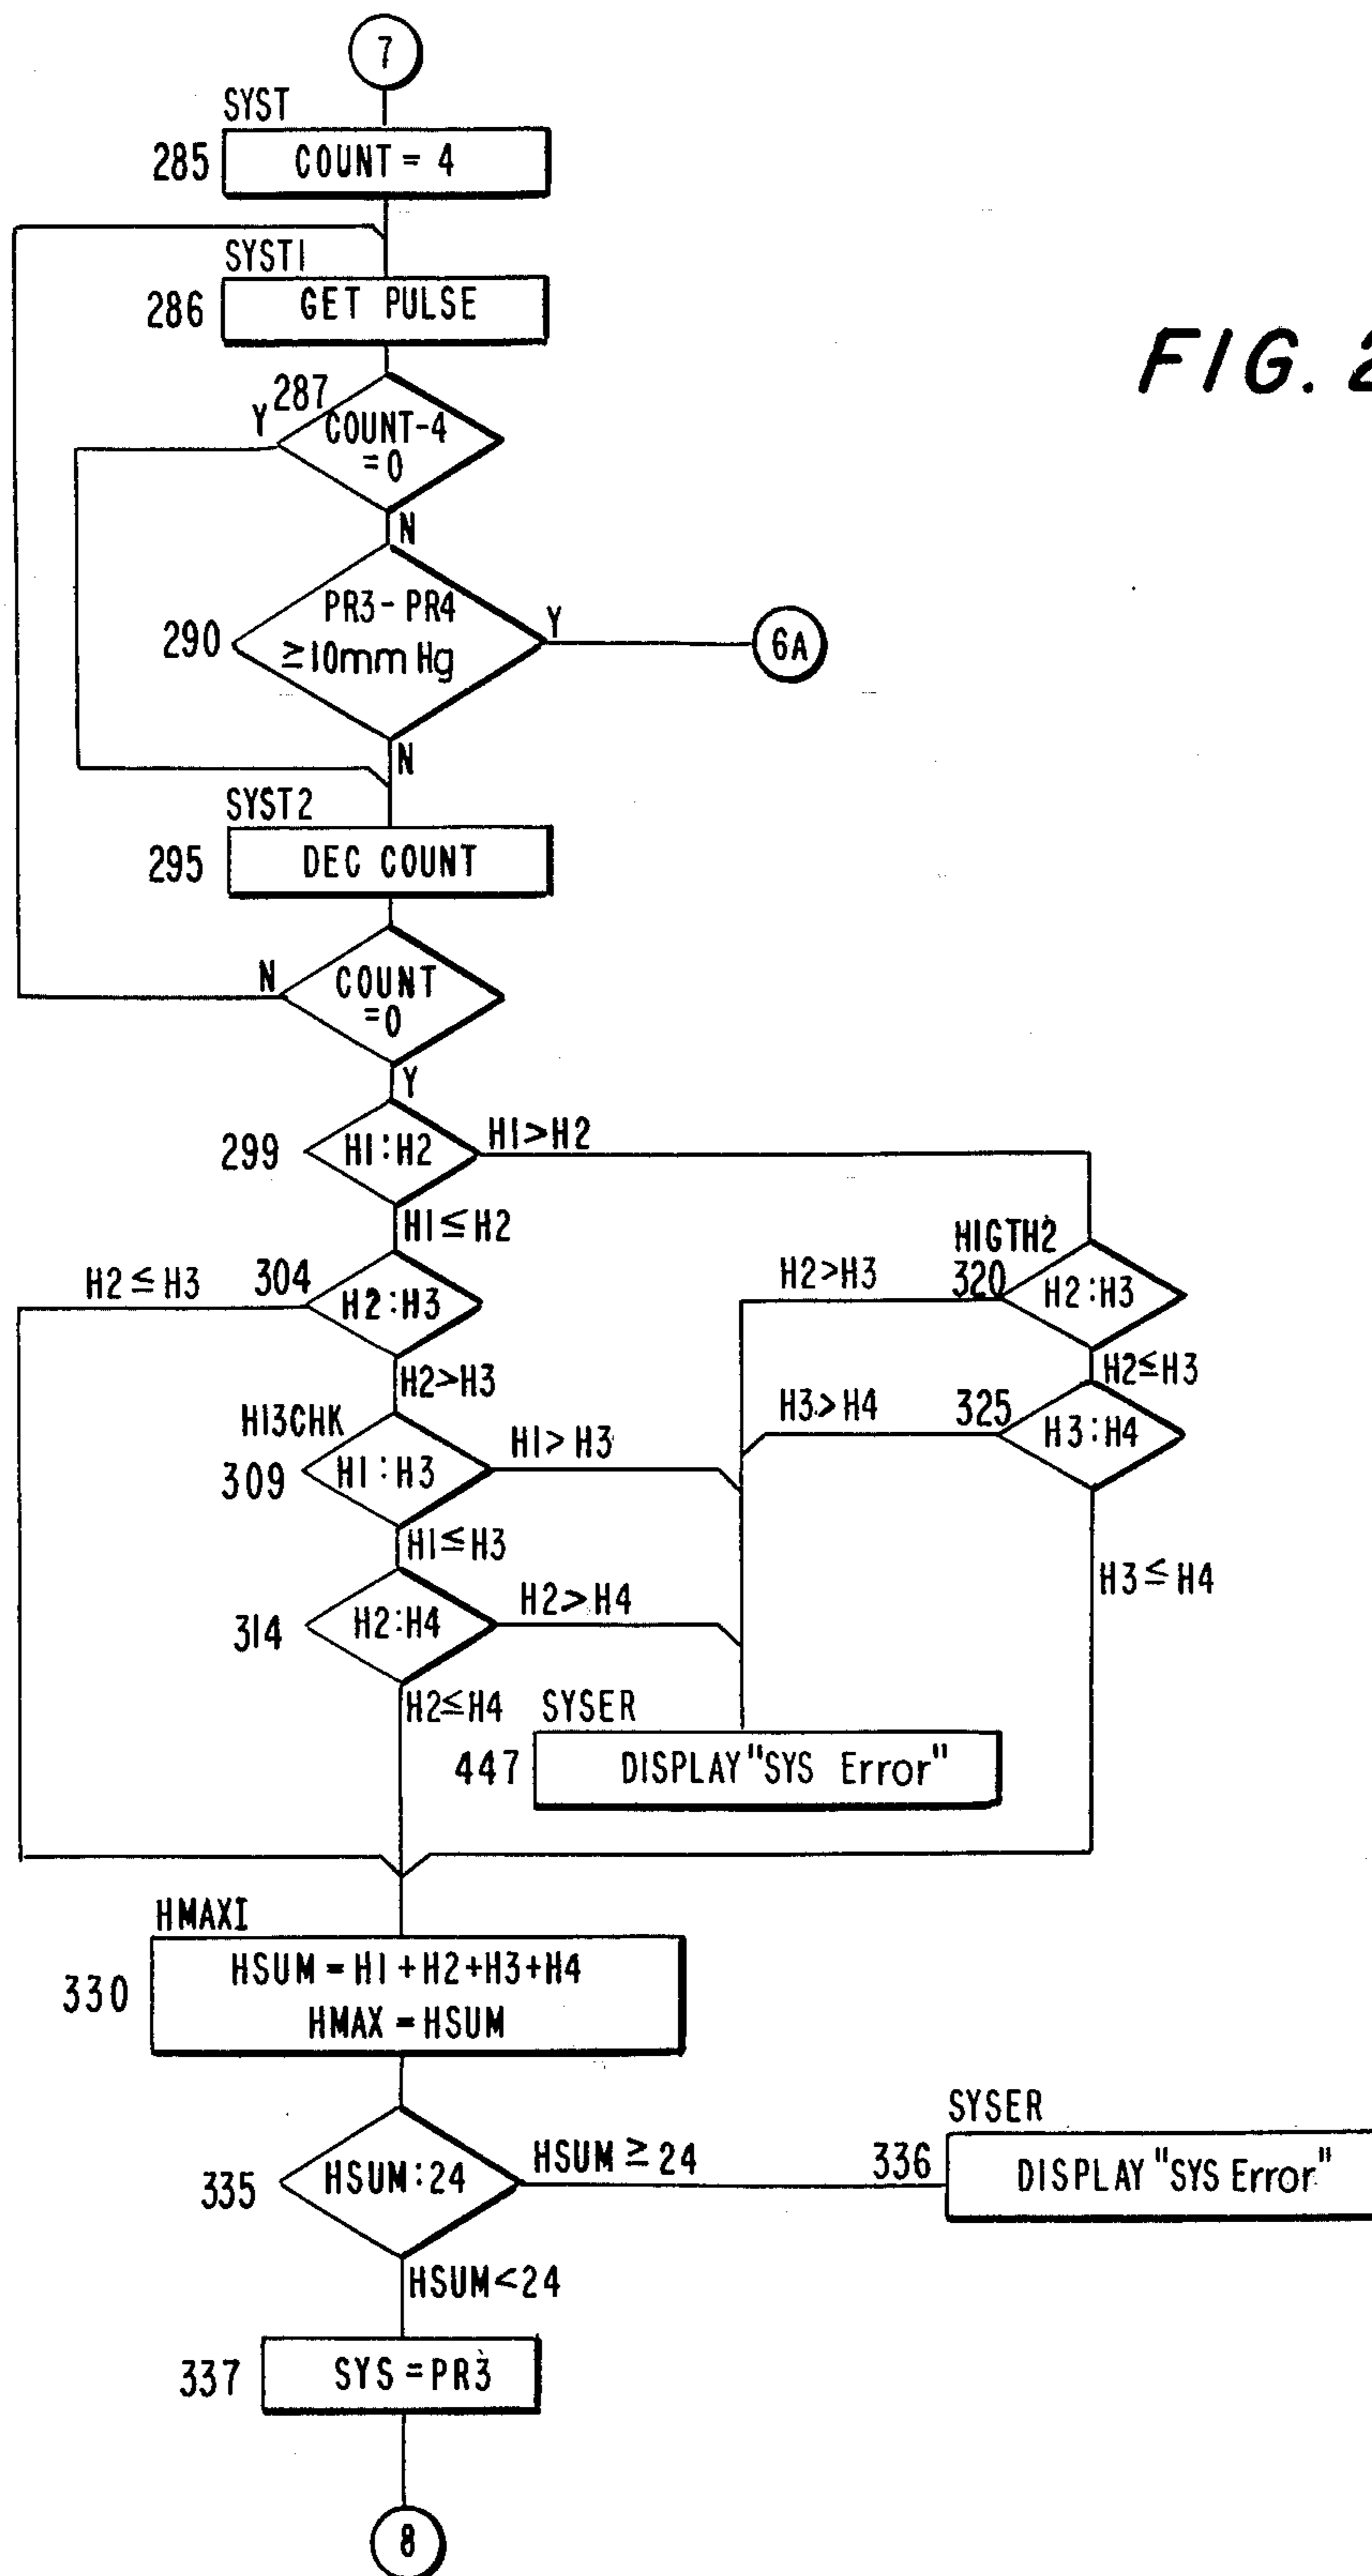 7
SYST
285 COUNT = 4
SYST1
286 GET PULSE
FIG. 2
287
Y
COUNT-4
=0
N
290
PR3 - PR4
≥10mm Hg
Y
6A
N
SYST2
295 DEC COUNT
N
COUNT
=0
Y
299 H1:H2 H1>H2
H1≤H2
H2≤H3 304 H2:H3
H2>H3
H1GTH2
H2>H3 320 H2:H3
H2≤H3
H3>H4 325 H3:H4
H3≤H4
H13CHK
309 H1:H3 H1>H3
H1≤H3
314 H2:H4 H2>H4
H2≤H4
SYSER
447 DISPLAY "SYS Error"
HMAXI
330
HSUM = H1+H2+H3+H4
HMAX = HSUM
335 HSUM:24 HSUM≥24
SYSER
336 DISPLAY "SYS Error"
HSUM<24
337 SYS = PR3
8